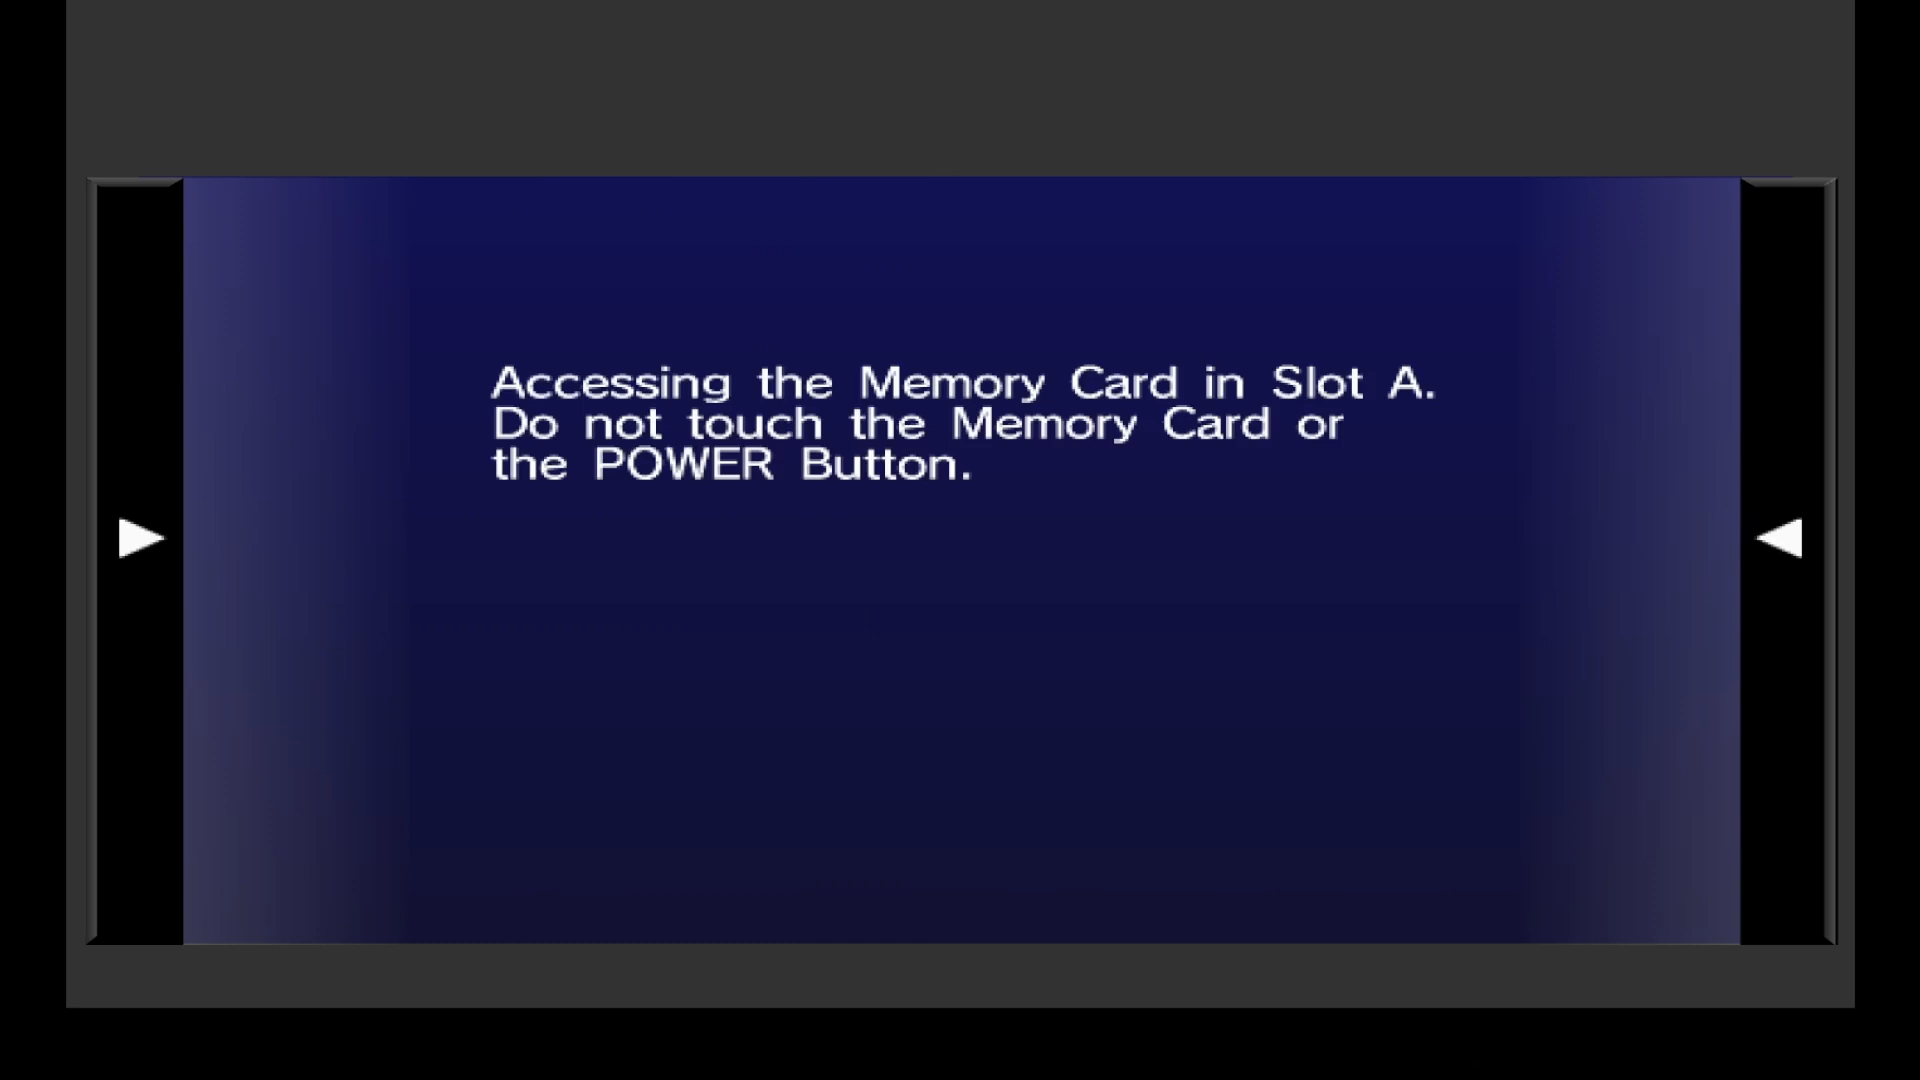 Accessing the Memory Card in Slot A.
Do not touch the Memory Card or
the POWER Button.